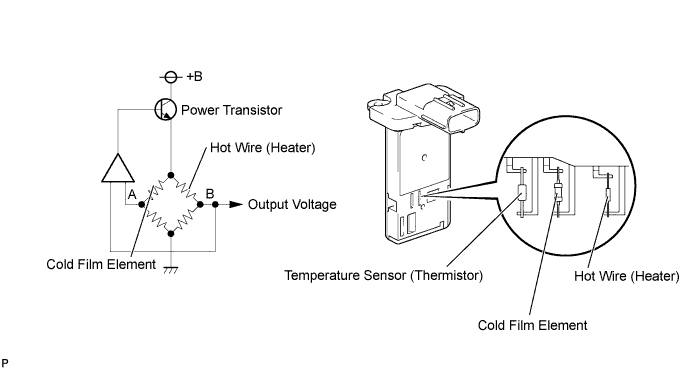 +B
Power Transistor
Hot Wire (Heater)
A
B
Output Voltage
Cold Film Element
Temperature Sensor (Thermistor)
Hot Wire (Heater)
Cold Film Element
P